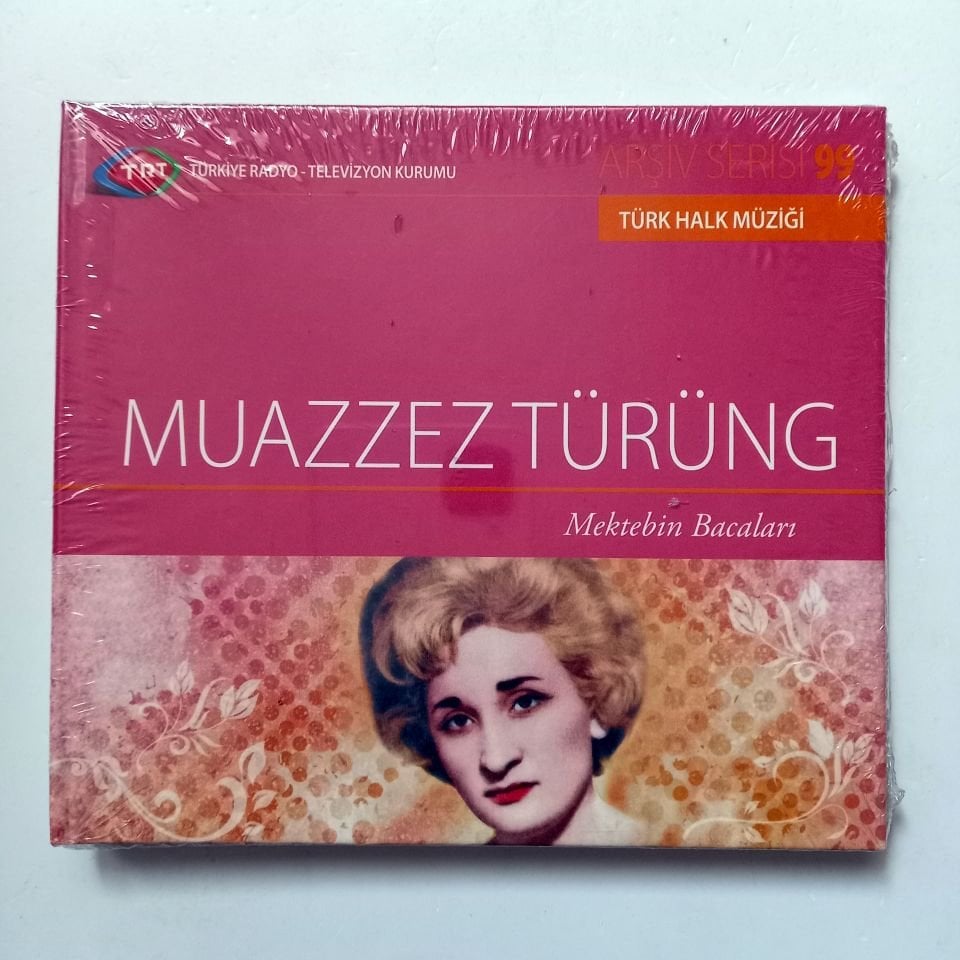 TRT TÜRKİYE RADYO - TELEVİZYON KURUMU
ARŞİV SERİSİ 99
TÜRK HALK MÜZİĞİ
MUAZZEZ TÜRÜNG
Mektebin Bacaları